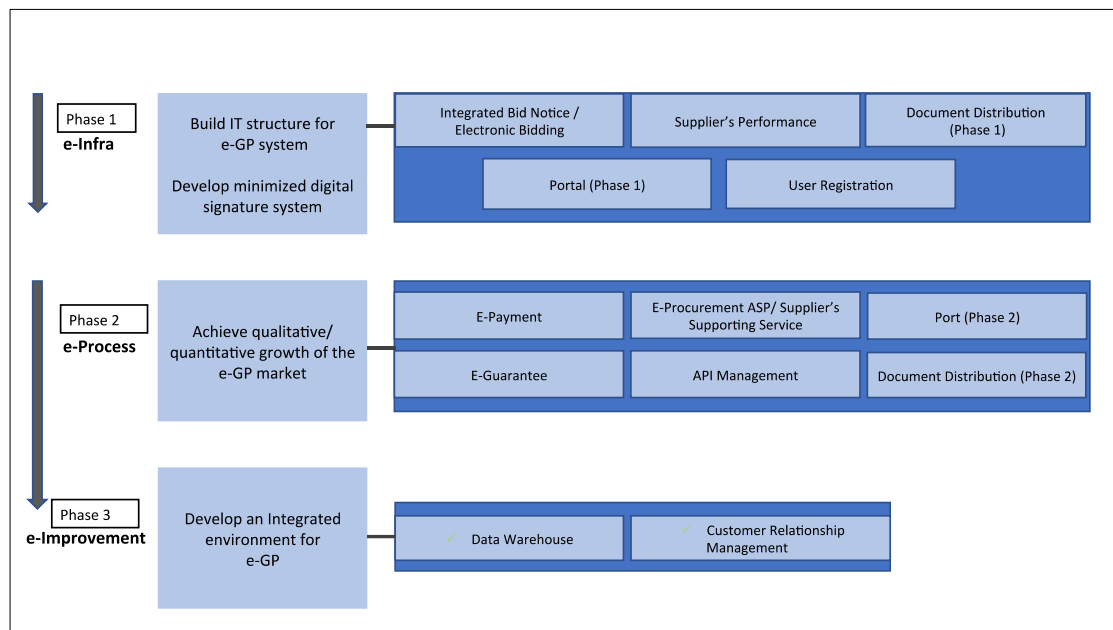 Phase 1
e-Infra
Build IT structure for
e-GP system
Develop minimized digital
signature system
Integrated Bid Notice /
Electronic Bidding
Supplier's Performance
Document Distribution
(Phase 1)
Portal (Phase 1)
User Registration
Phase 2
e-Process
Achieve qualitative/
quantitative growth of the
e-GP market
E-Payment
E-Procurement ASP/ Supplier's
Supporting Service
Port (Phase 2)
E-Guarantee
API Management
Document Distribution (Phase 2)
Phase 3
e-Improvement
Develop an Integrated
environment for
e-GP
Data Warehouse
Customer Relationship
Management